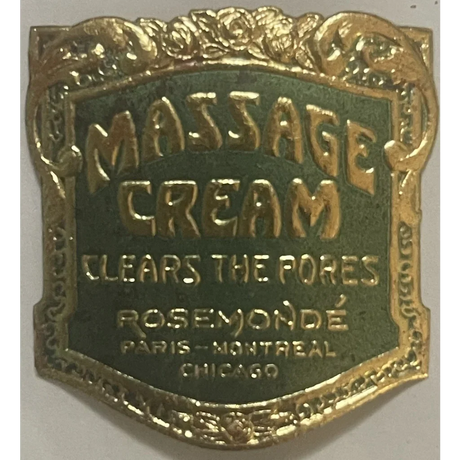 MASSAGE
CREAM
CLEARS THE PORES
ROSEMONDÉ
PARIS – MONTREAL
CHICAGO